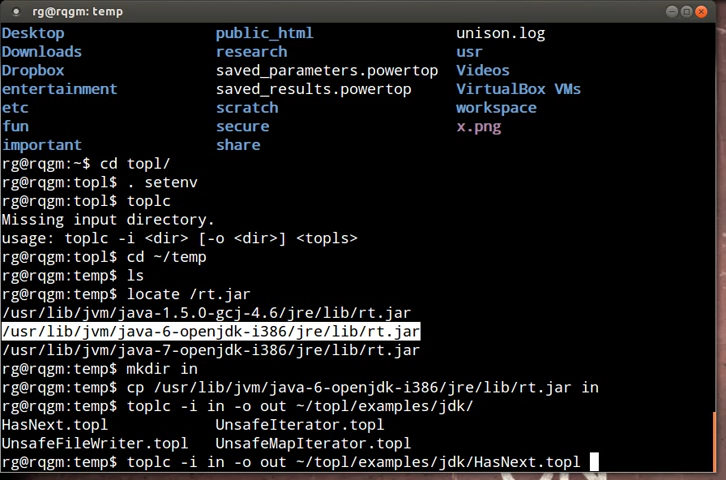 rg@rqgm: temp
Desktop public_html unison.log
Downloads research usr
Dropbox saved_parameters.powertop Videos
entertainment saved_results.powertop VirtualBox VMs
etc scratch workspace
fun secure x.png
important share
rg@rqgm:~$ cd topl/
rg@rqgm:topl$ . setenv
rg@rqgm:topl$ toplc
Missing input directory.
usage: toplc -i <dir> [-o <dir>] <topls>
rg@rqgm:topl$ cd ~/temp
rg@rqgm:temp$ ls
rg@rqgm:temp$ locate /rt.jar
/usr/lib/jvm/java-1.5.0-gcj-4.6/jre/lib/rt.jar
/usr/lib/jvm/java-6-openjdk-i386/jre/lib/rt.jar
/usr/lib/jvm/java-7-openjdk-i386/jre/lib/rt.jar
rg@rqgm:temp$ mkdir in
rg@rqgm:temp$ cp /usr/lib/jvm/java-6-openjdk-i386/jre/lib/rt.jar in
rg@rqgm:temp$ toplc -i in -o out ~/topl/examples/jdk/
HasNext.topl UnsafeIterator.topl
UnsafeFileWriter.topl UnsafeMapIterator.topl
rg@rqgm:temp$ toplc -i in -o out ~/topl/examples/jdk/HasNext.topl